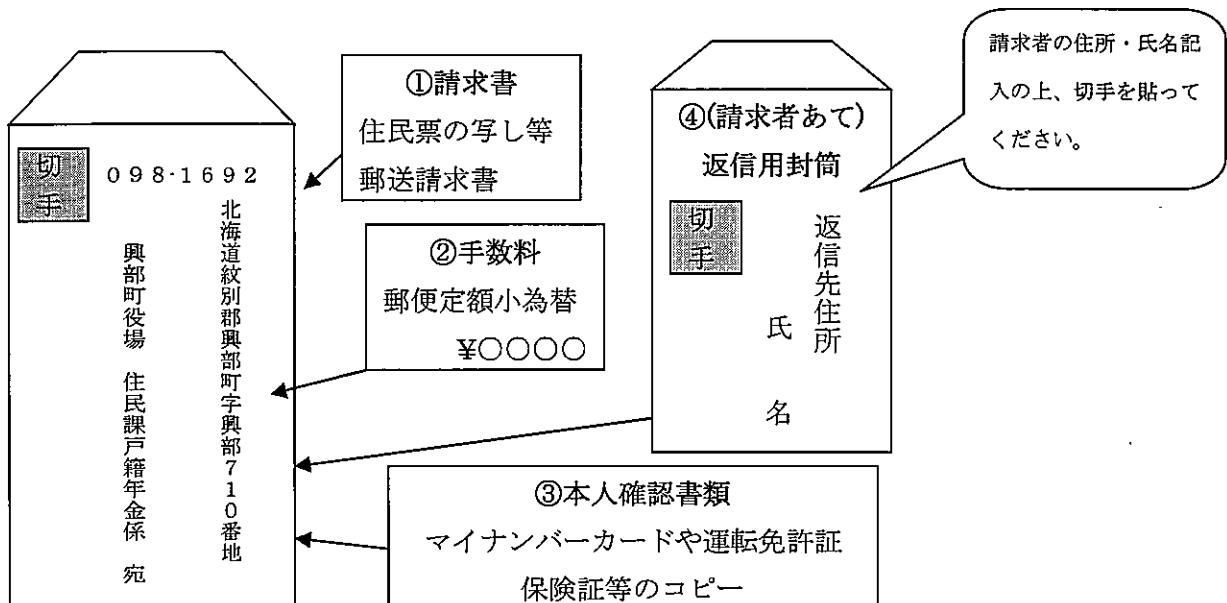 切
手
098-1692
北海道紋別郡興部町字興部710番地
興部町役場 住民課戸籍年金係 宛
①請求書
住民票の写し等
郵送請求書
②手数料
郵便定額小為替
¥〇〇〇〇
③本人確認書類
マイナンバーカードや運転免許証
保険証等のコピー
④(請求者あて)
返信用封筒
切
手
返信先住所
氏 名
請求者の住所・氏名記
入の上、切手を貼って
ください。